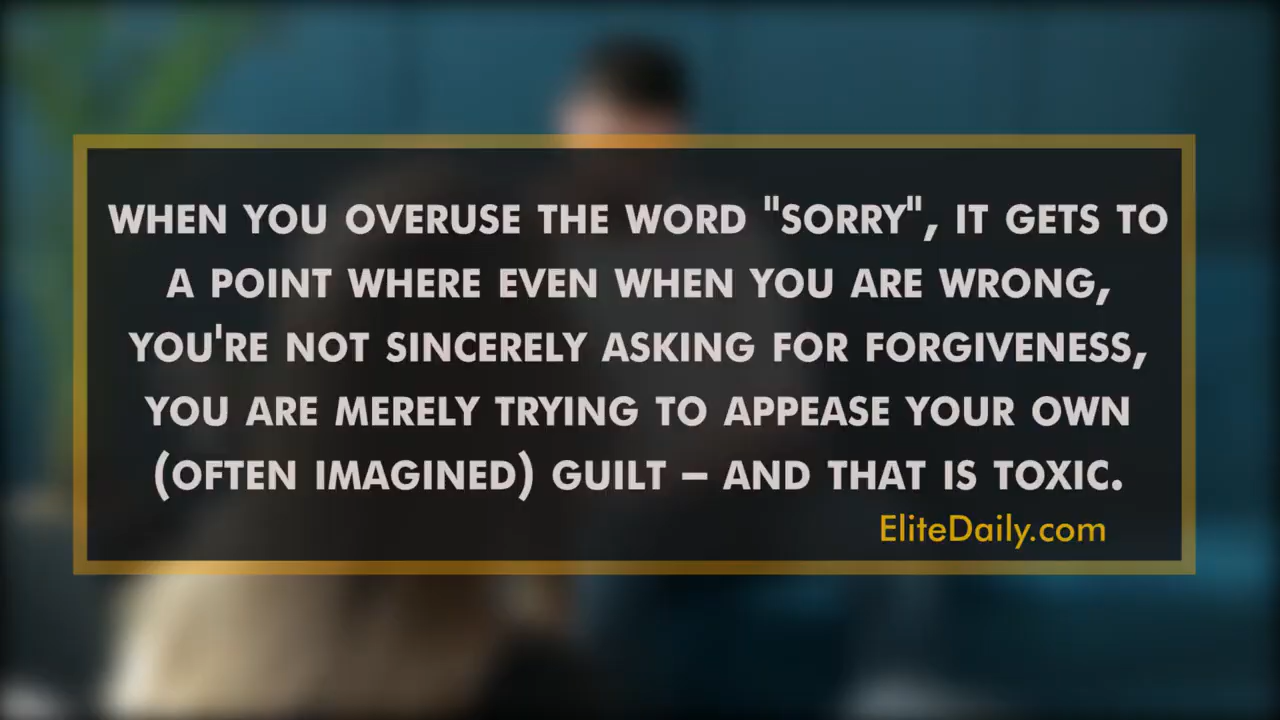 WHEN YOU OVERUSE THE WORD "SORRY", IT GETS TO
A POINT WHERE EVEN WHEN YOU ARE WRONG,
YOU'RE NOT SINCERELY ASKING FOR FORGIVENESS,
YOU ARE MERELY TRYING TO APPEASE YOUR OWN
(OFTEN IMAGINED) GUILT – AND THAT IS TOXIC.
EliteDaily.com